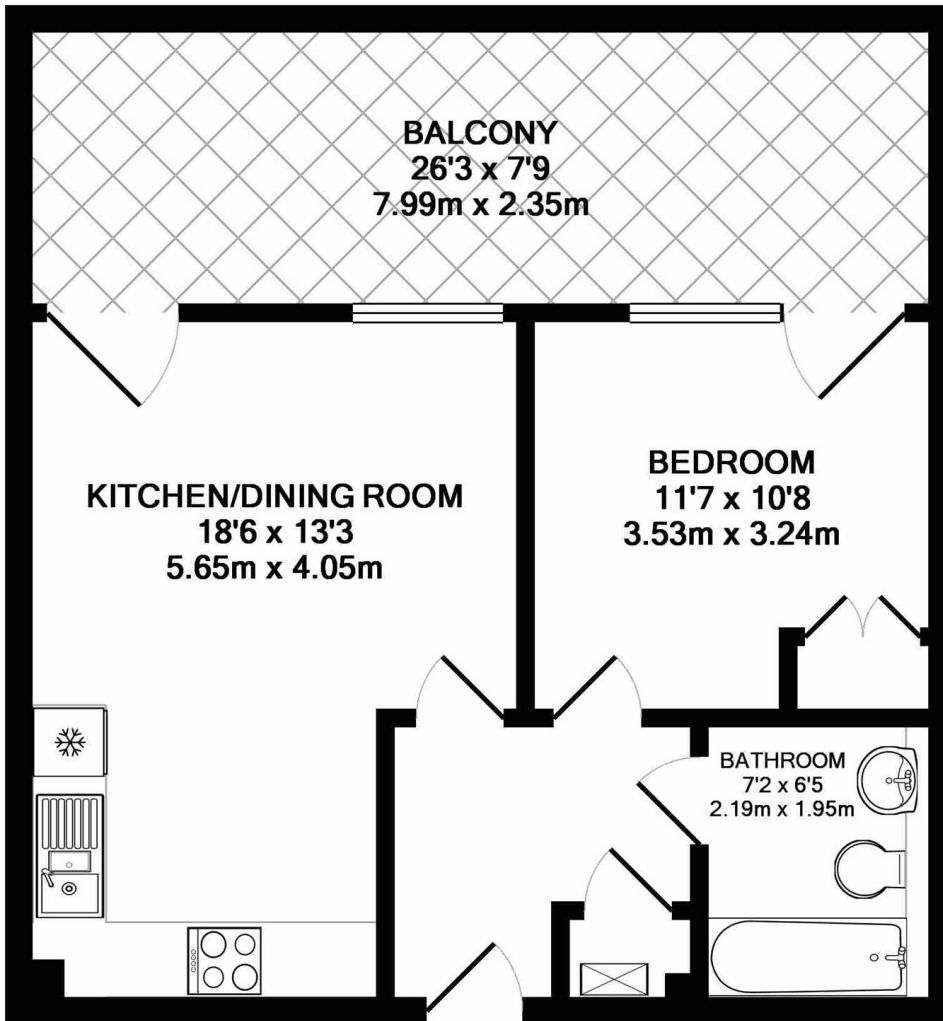 BALCONY
26'3 x 7'9
7.99m x 2.35m
KITCHEN/DINING ROOM
18'6 x 13'3
5.65m x 4.05m
BEDROOM
11'7 x 10'8
3.53m x 3.24m
BATHROOM
7'2 x 6'5
2.19m x 1.95m